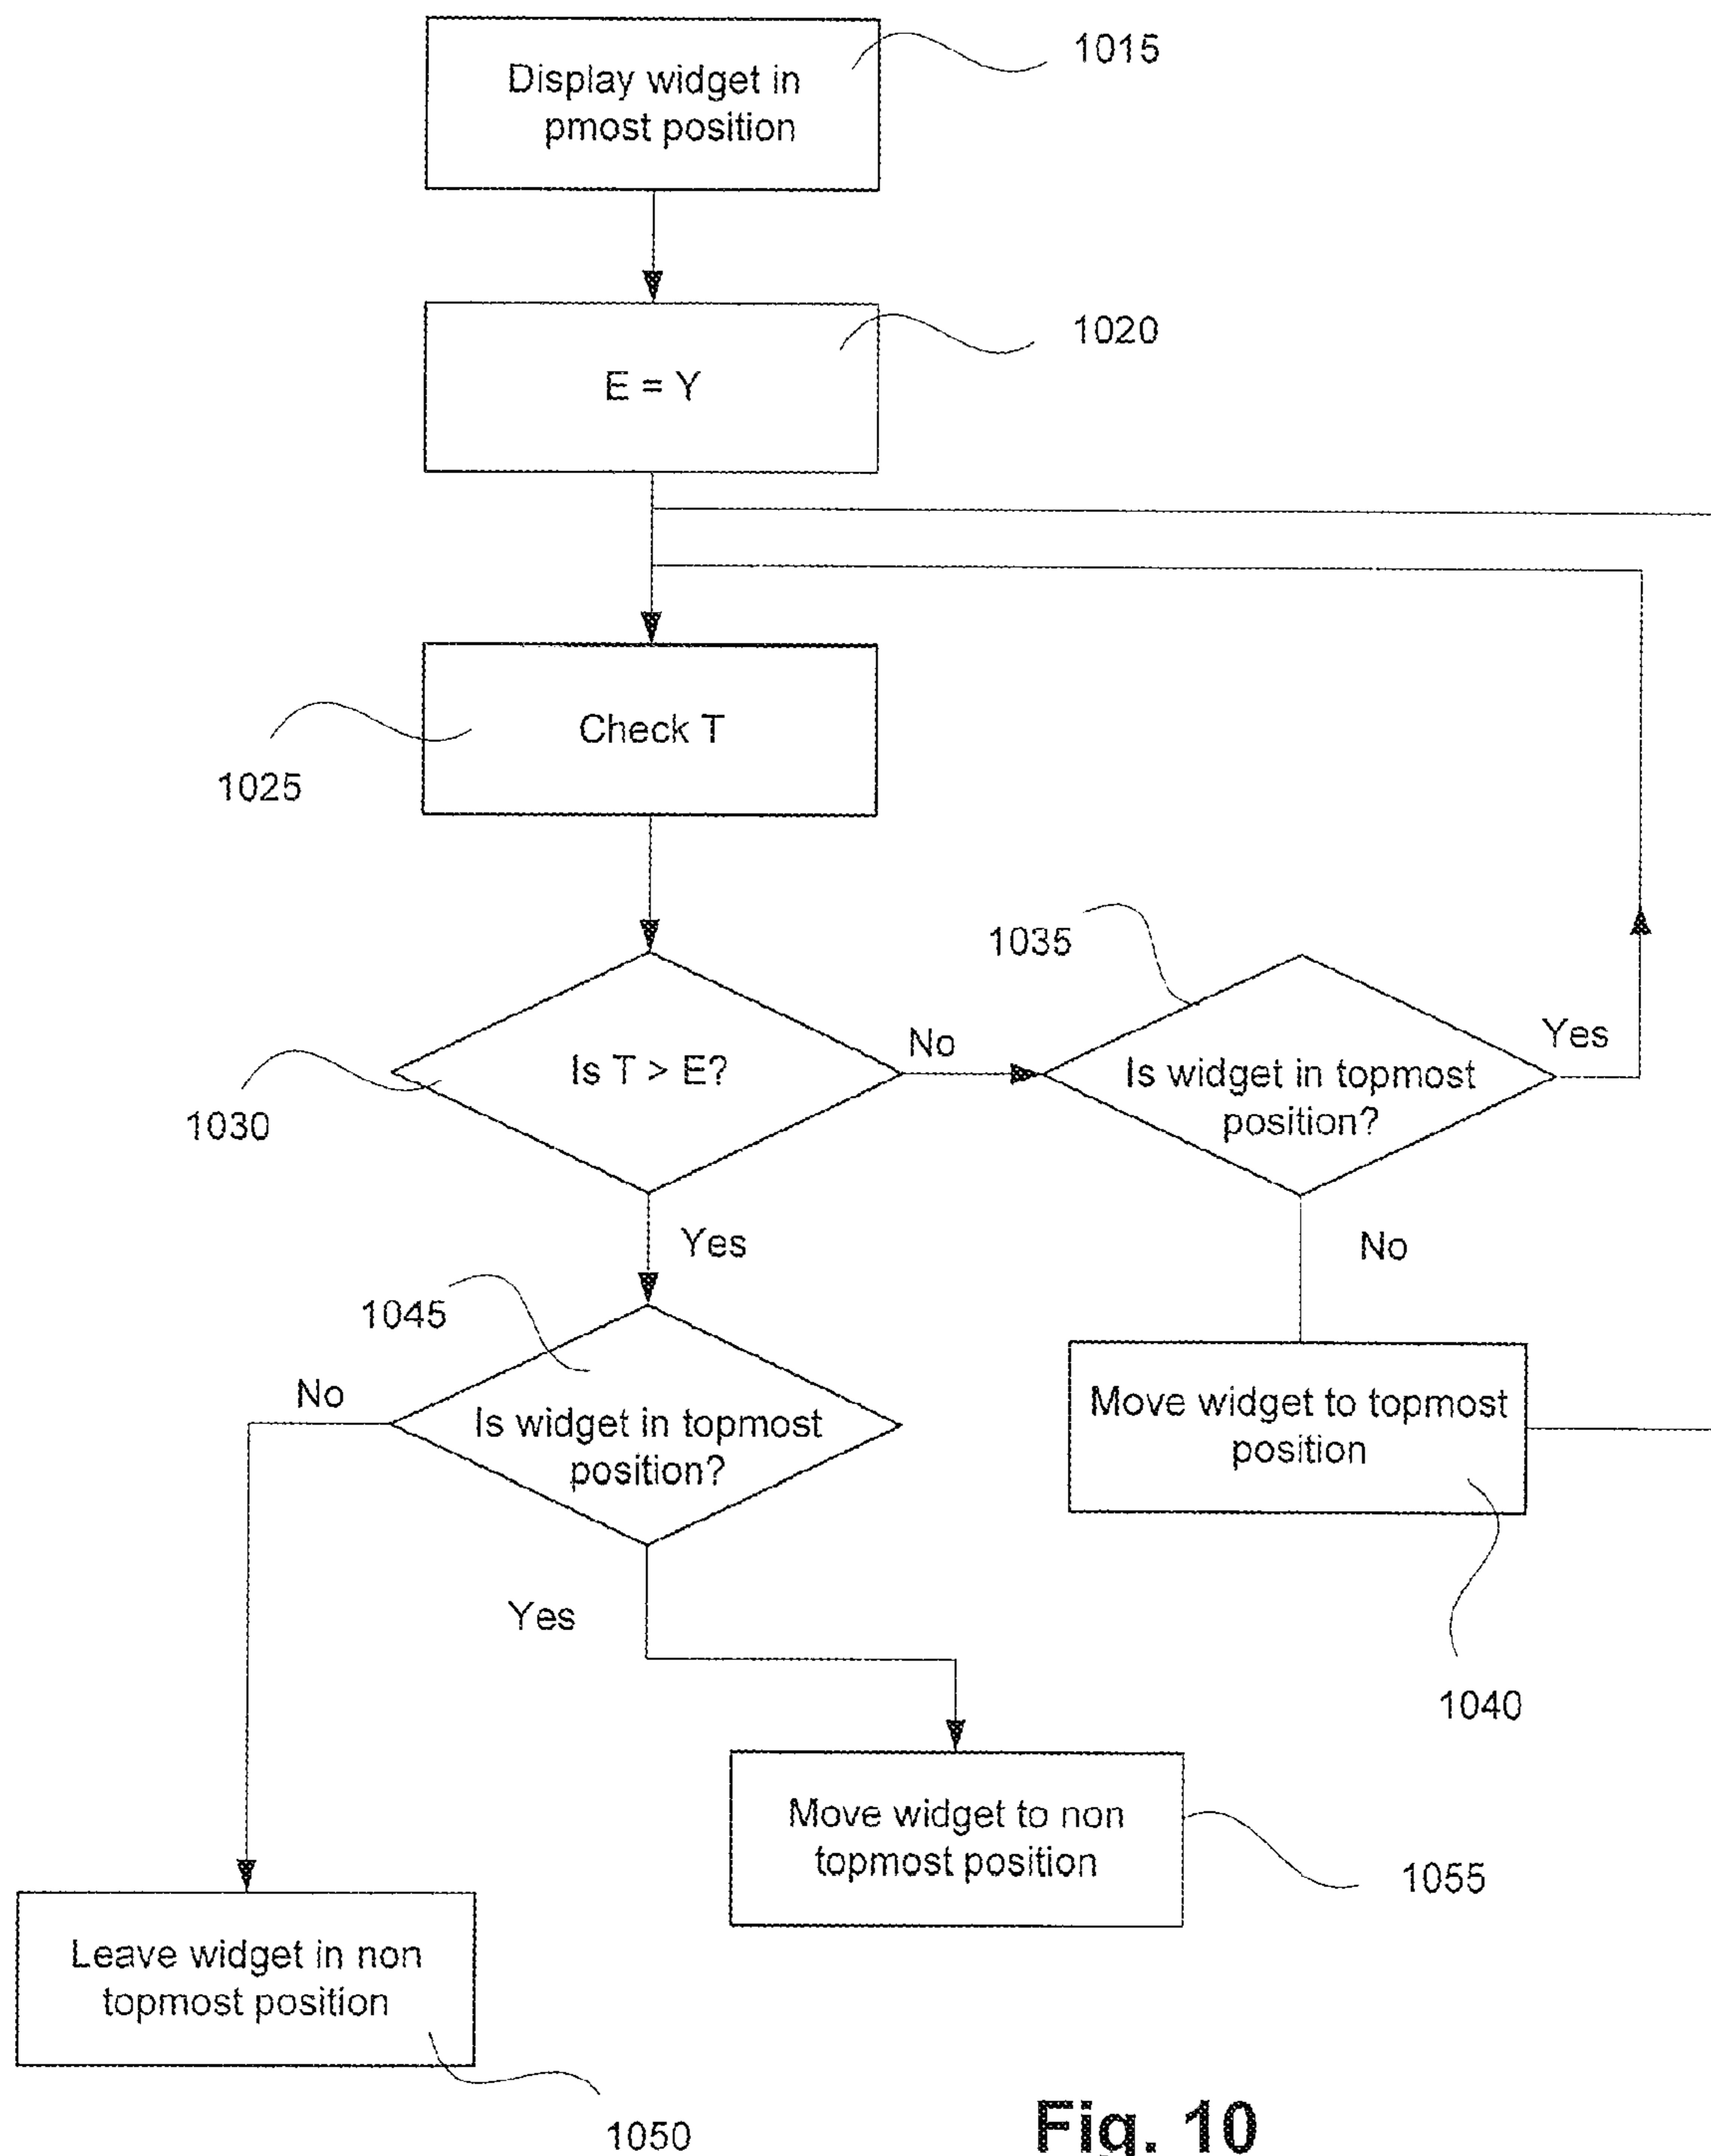 Display widget in
pmost position
1015
E = Y
1020
Check T
1025
Is T > E?
1030
No
1035
Is widget in topmost
position?
Yes
Yes
No
1045
Is widget in topmost
position?
No
Move widget to topmost
position
1040
Yes
Move widget to non
topmost position
1055
Leave widget in non
topmost position
1050
Fig. 10